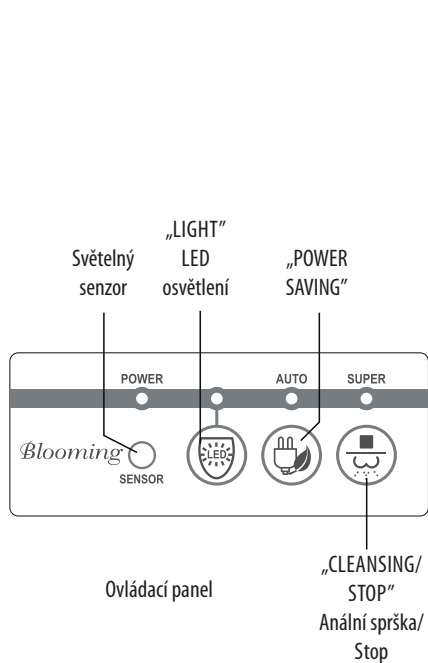 „LIGHT”
Světelný
senzor
LED
osvětlení
„POWER
SAVING”
POWER
AUTO
SUPER
Blooming
SENSOR
LED
Ovládací panel
„CLEANSING/
STOP”
Anální sprška/
Stop